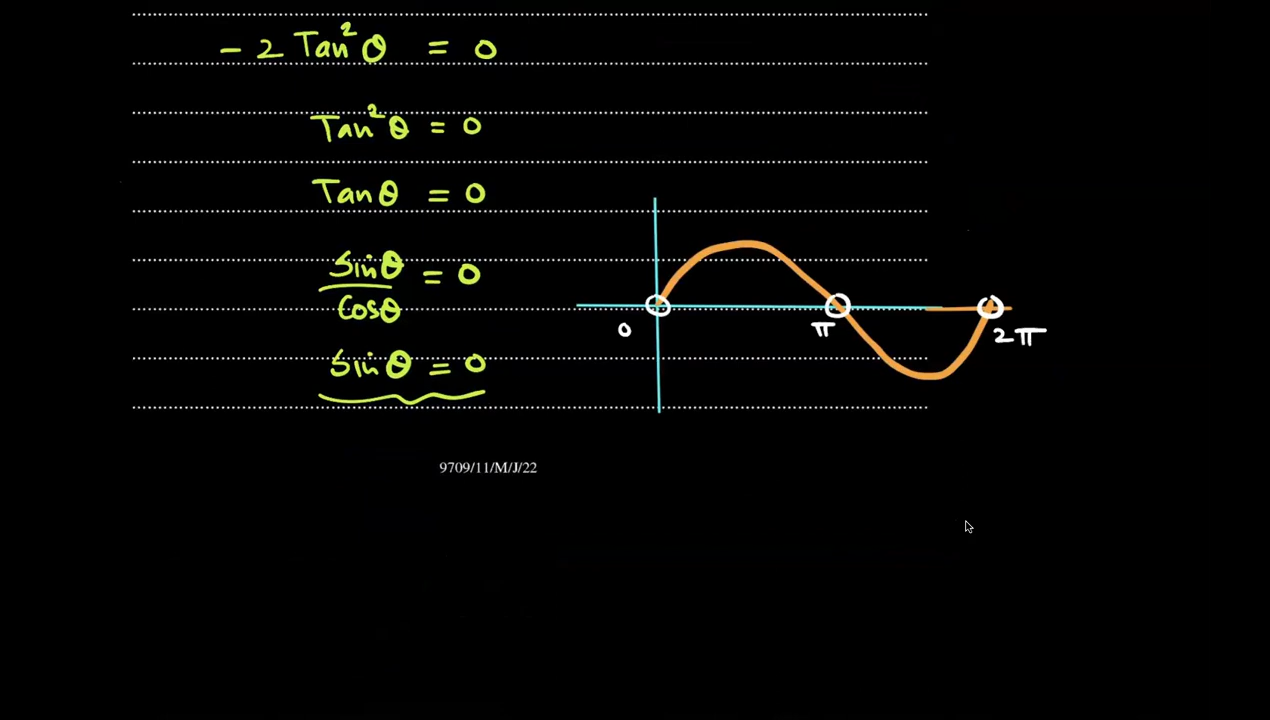 - 2 Tan²θ = 0
Tan²θ = 0
Tanθ = 0
sinθ/cosθ = 0
sinθ = 0
0 π 2π
9709/11/M/J/22